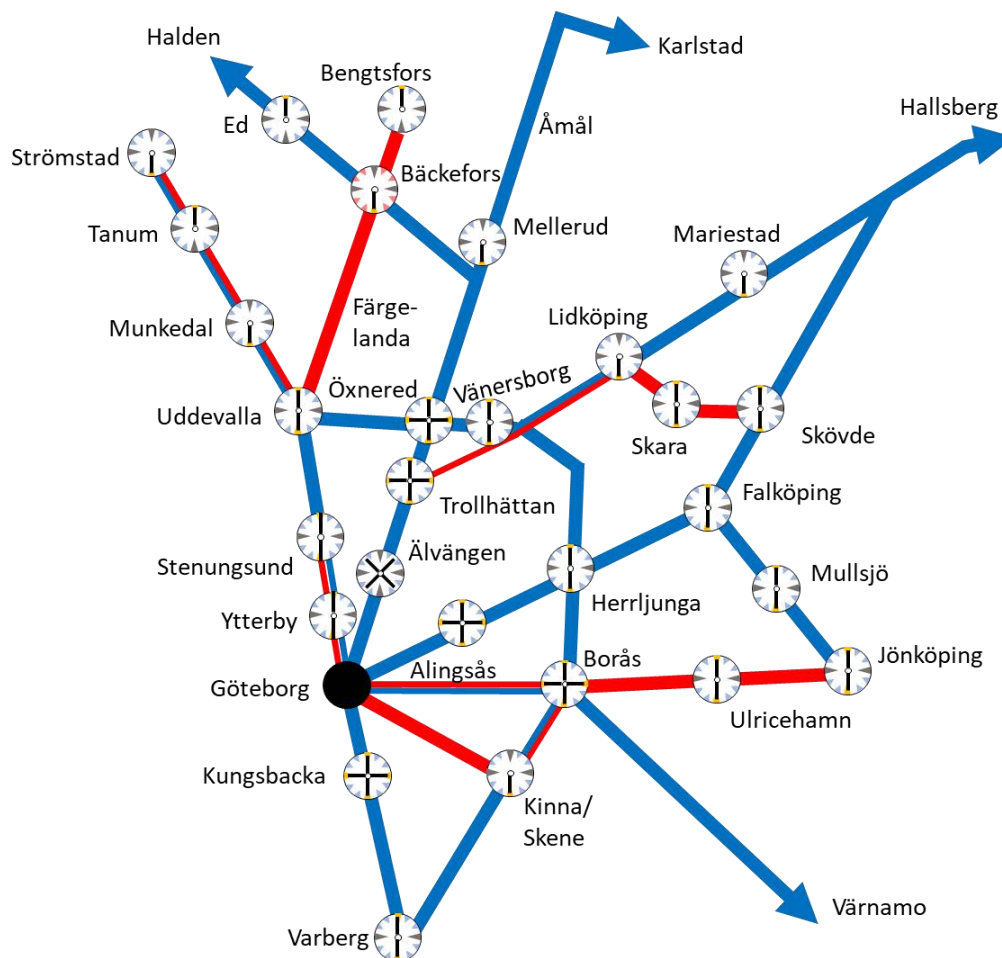 Halden
Karlstad
Bengtsfors
Hallsberg
Ed
Åmål
Strömstad
Bäckefors
Mellerud
Tanum
Mariestad
Färge-
landa
Munkedal
Lidköping
Öxnered
Vänersborg
Uddevalla
Skara
Skövde
Trollhättan
Falköping
Älvängen
Stenungsund
Mullsjö
Herrljunga
Ytterby
Alingsås
Borås
Jönköping
Göteborg
Ulricehamn
Kungsbacka
Kinna/
Skene
Värnamo
Varberg